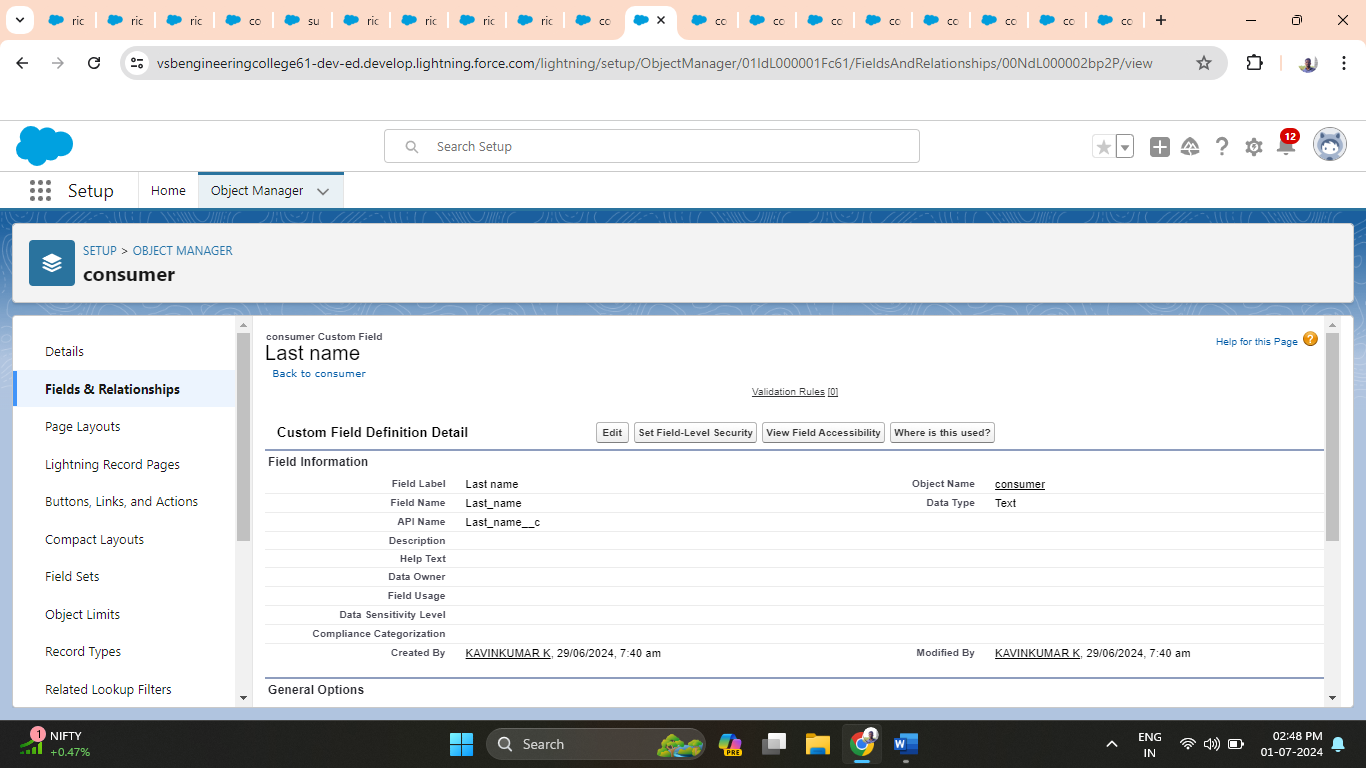 ric
ric
ric
co
su
ric
ric
ric
ric
co
co
co
co
co
co
co
co
co
vsbengineeringcollege61-dev-ed.develop.lightning.force.com/lightning/setup/ObjectManager/01IdL000001Fc61/FieldsAndRelationships/00NdL000002bp2P/view
Search Setup
12
Setup
Home
Object Manager
SETUP > OBJECT MANAGER
consumer
Details
Fields & Relationships
Page Layouts
Lightning Record Pages
Buttons, Links, and Actions
Compact Layouts
Field Sets
Object Limits
Record Types
Related Lookup Filters
consumer Custom Field
Last name
Back to consumer
Help for this Page
Validation Rules [0]
Custom Field Definition Detail
Edit
Set Field-Level Security
View Field Accessibility
Where is this used?
Field Information
Field Label Last name Object Name consumer
Field Name Last_name Data Type Text
API Name Last_name__c
Description
Help Text
Data Owner
Field Usage
Data Sensitivity Level
Compliance Categorization
Created By KAVINKUMAR K, 29/06/2024, 7:40 am Modified By KAVINKUMAR K, 29/06/2024, 7:40 am
General Options
1
NIFTY
+0.47%
Search
PRE
ENG
IN
02:48 PM
01-07-2024